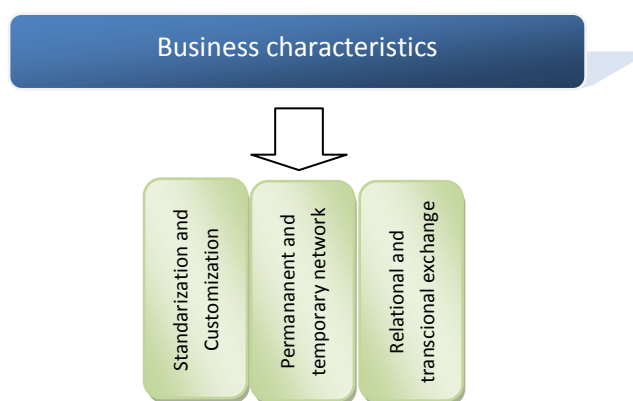 Business characteristics
Standarization and
Customization
Permananent and
temporary network
Relational and
transcional exchange